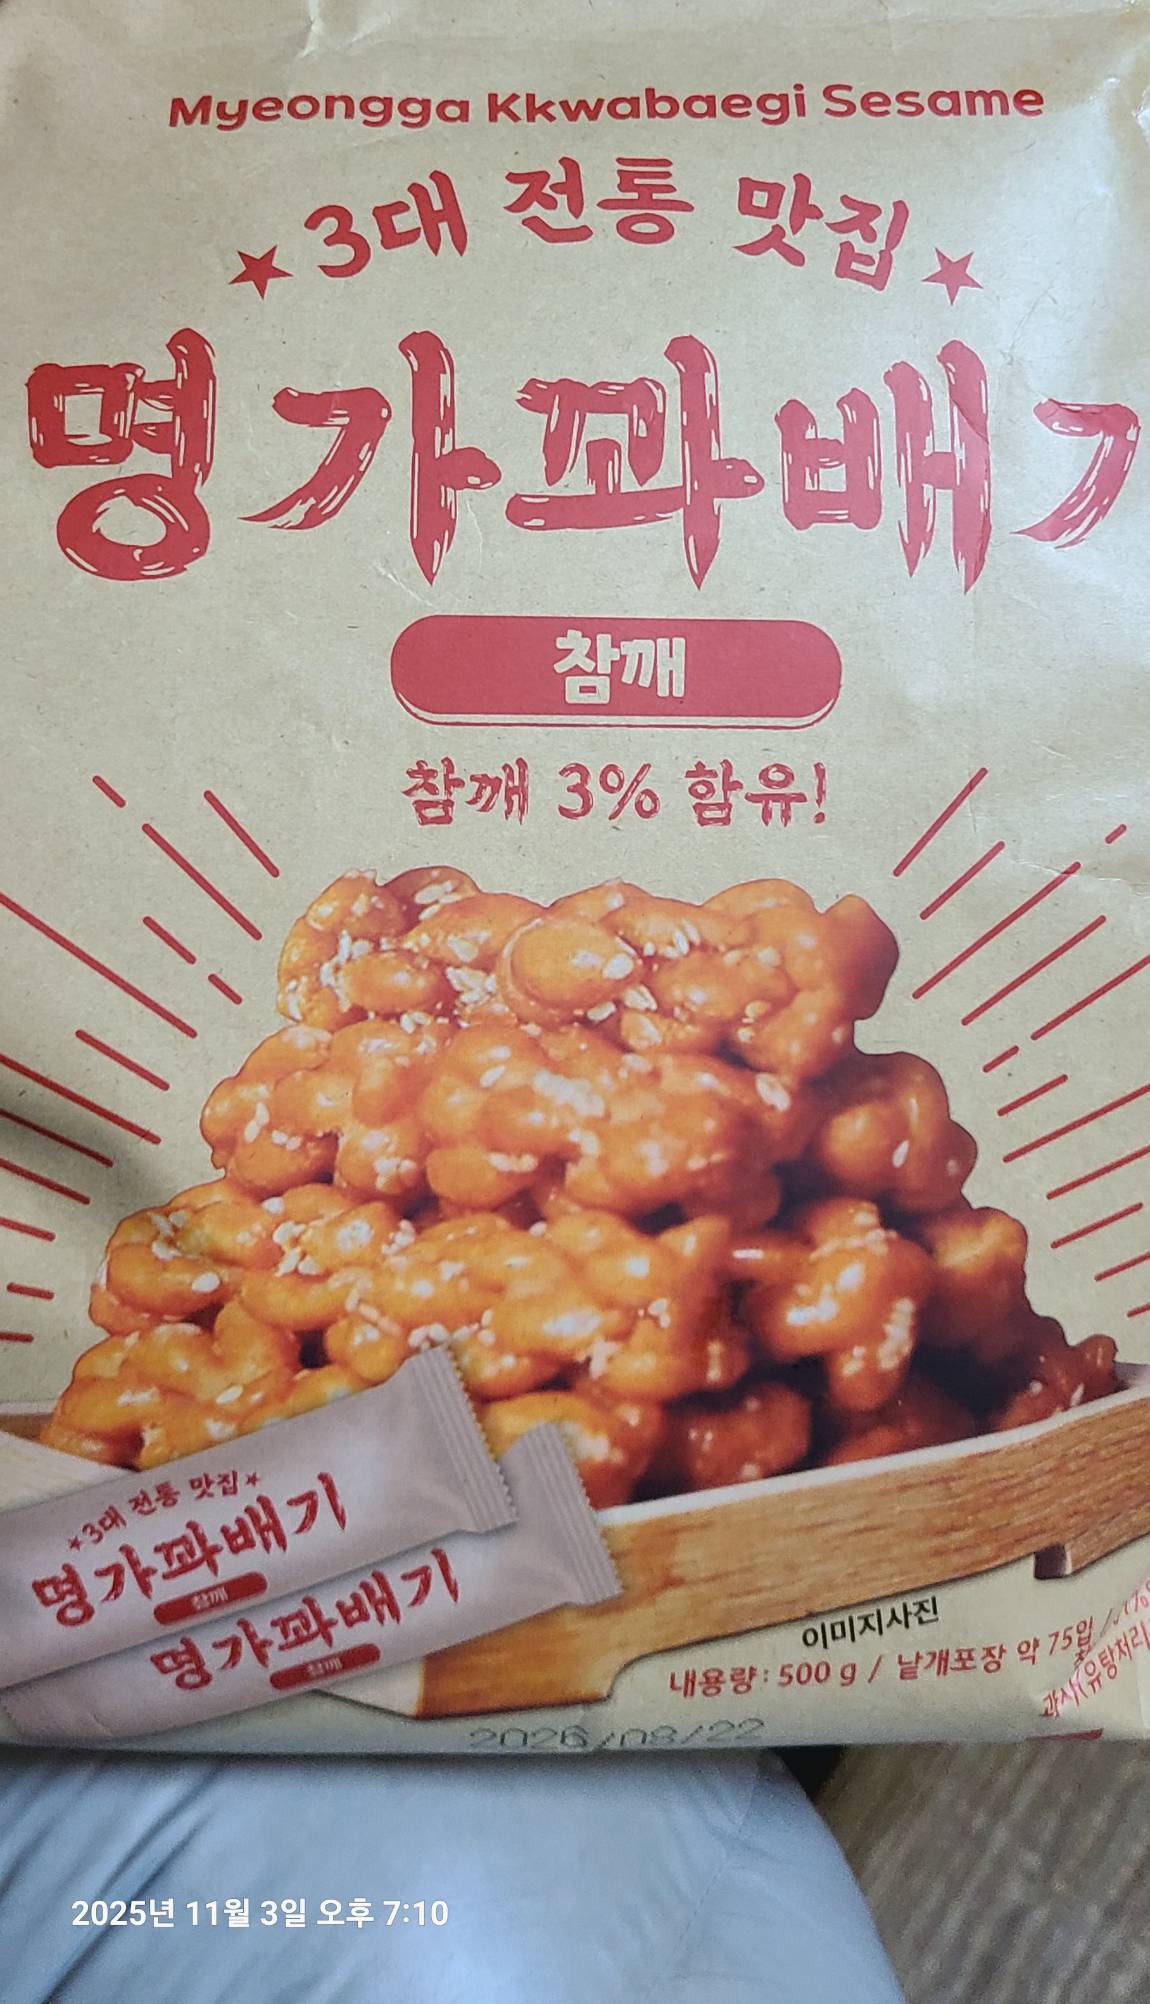 Myeongga Kkwabaegi Sesame
★3대 전통 맛집★
명가꽈배
참깨
참깨 3% 함유!
★3대 전통 맛집★
명가꽈배기
참깨
명가꽈배기
참깨
이미지사진
내용량: 500 g / 낱개포장 약 75입
유탕처리
2026/08/22
2025년 11월 3일 오후 7:10